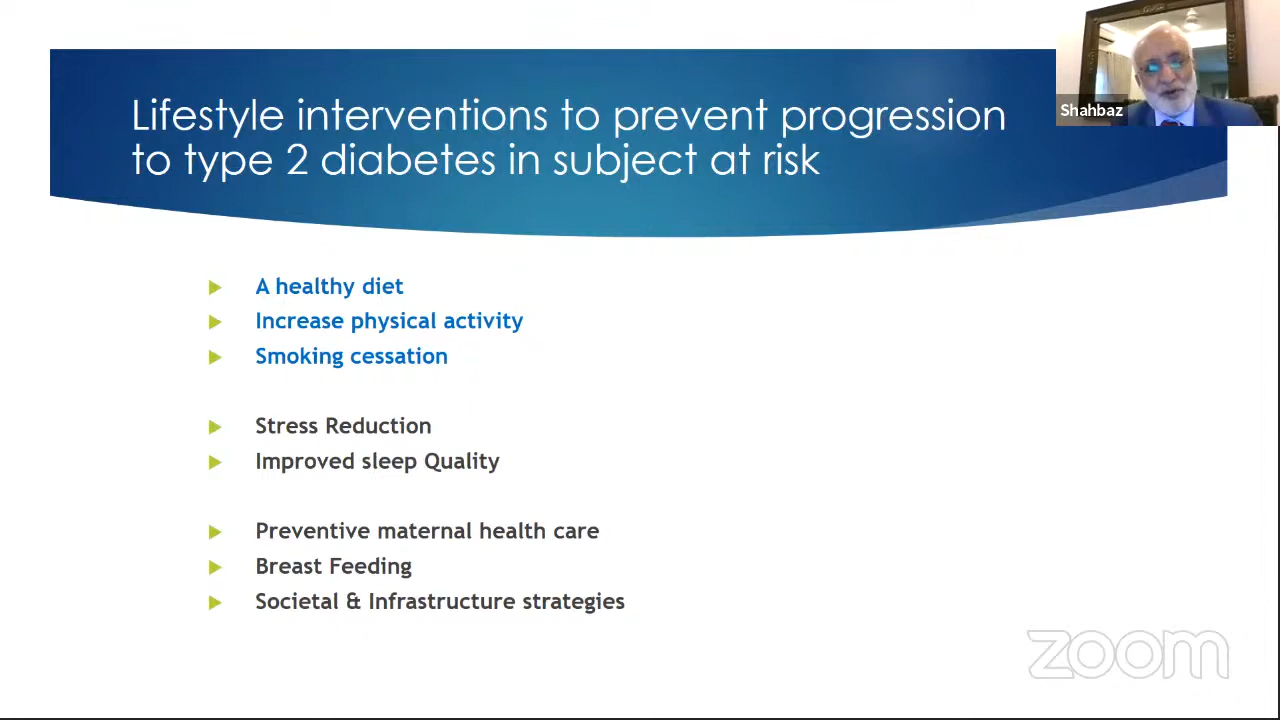 Lifestyle interventions to prevent progression
to type 2 diabetes in subject at risk
Shahbaz
A healthy diet
Increase physical activity
Smoking cessation
Stress Reduction
Improved sleep Quality
Preventive maternal health care
Breast Feeding
Societal & Infrastructure strategies
zoom